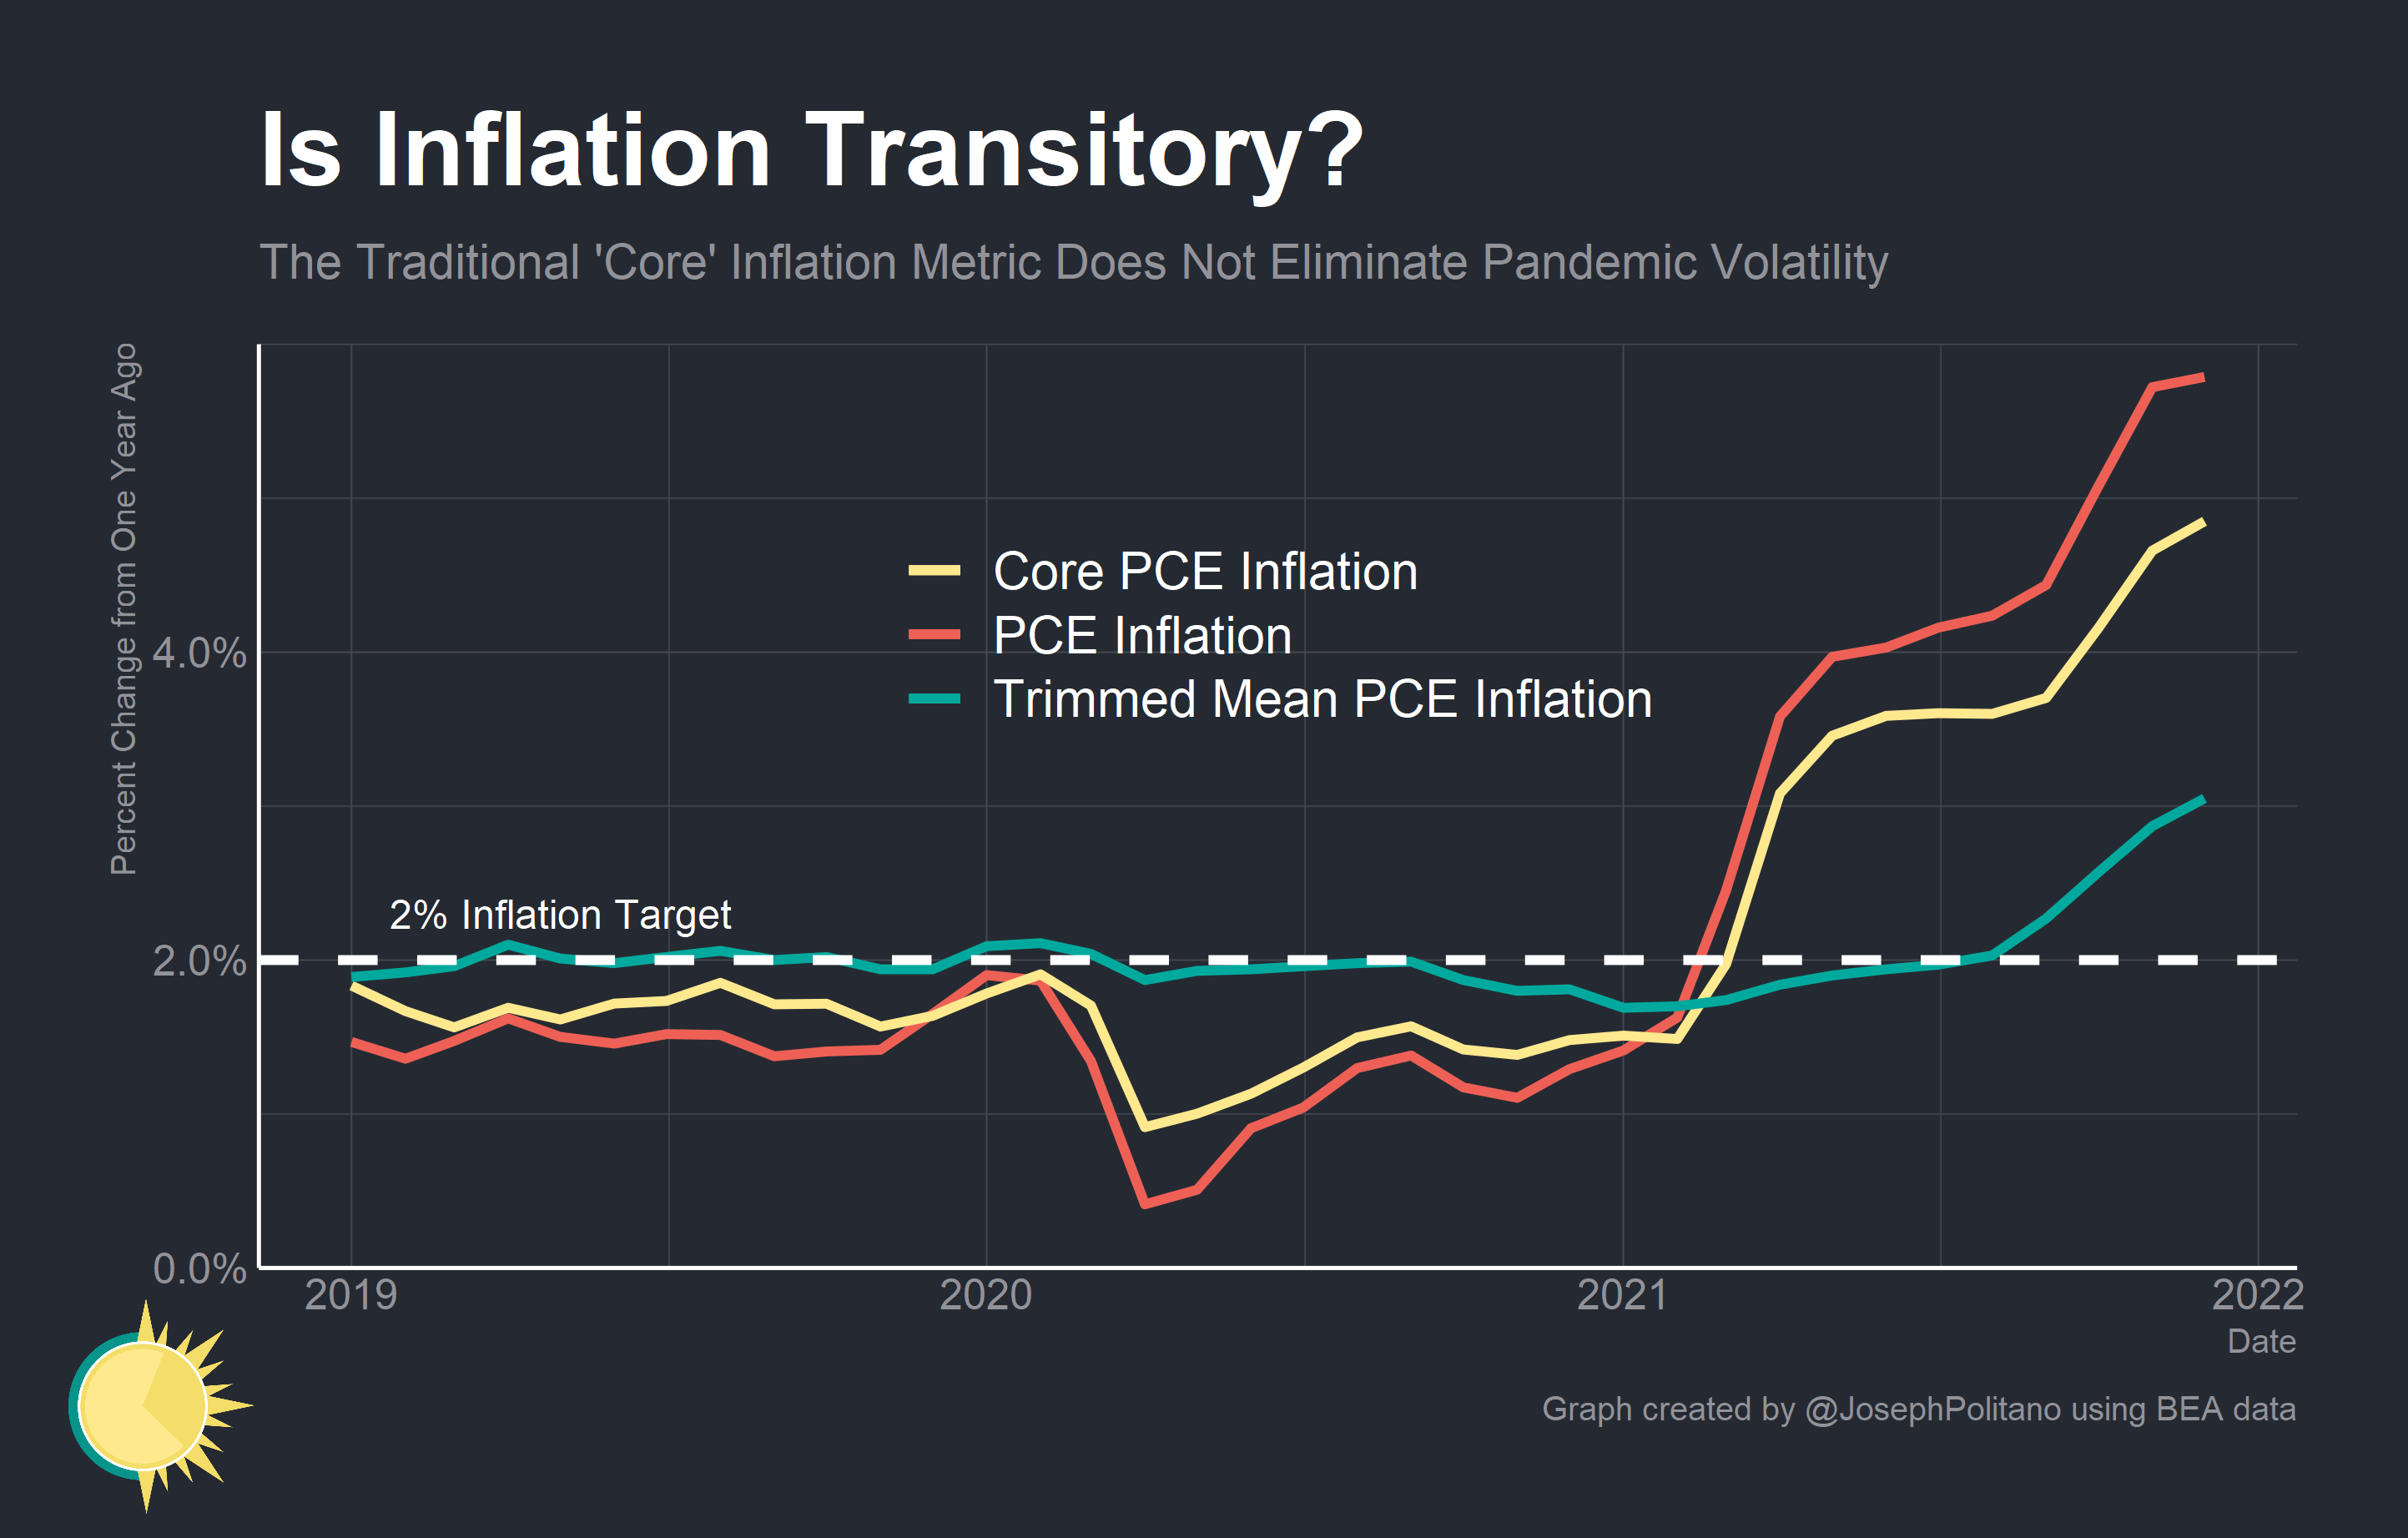 Is Inflation Transitory?
The Traditional 'Core' Inflation Metric Does Not Eliminate Pandemic Volatility
Percent Change from One Year Ago
Core PCE Inflation
PCE Inflation
4.0%
Trimmed Mean PCE Inflation
2% Inflation Target
2.0%
0.0%
2019 2020 2021 2022
Date
Graph created by @JosephPolitano using BEA data